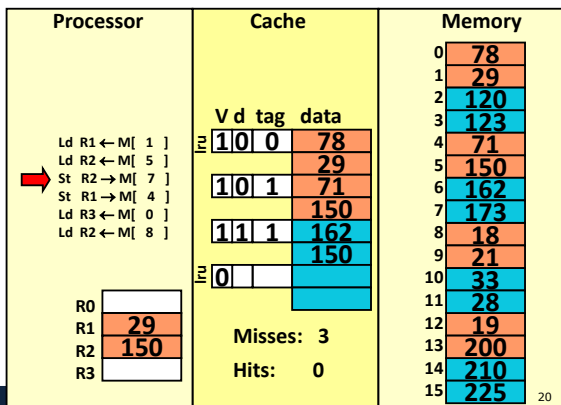 Processor
Ld R1 ← M[ 1 ]
Ld R2 ← M[ 5 ]
St R2 → M[ 7 ]
St R1 → M[ 4 ]
Ld R3 ← M[ 0 ]
Ld R2 ← M[ 8 ]
R0
R1 29
R2 150
R3
Cache
V d tag data
lru 1 0 0 78
29
1 0 1 71
150
1 1 1 162
150
lru 0
Misses: 3
Hits: 0
Memory
0 78
1 29
2 120
3 123
4 71
5 150
6 162
7 173
8 18
9 21
10 33
11 28
12 19
13 200
14 210
15 225
20